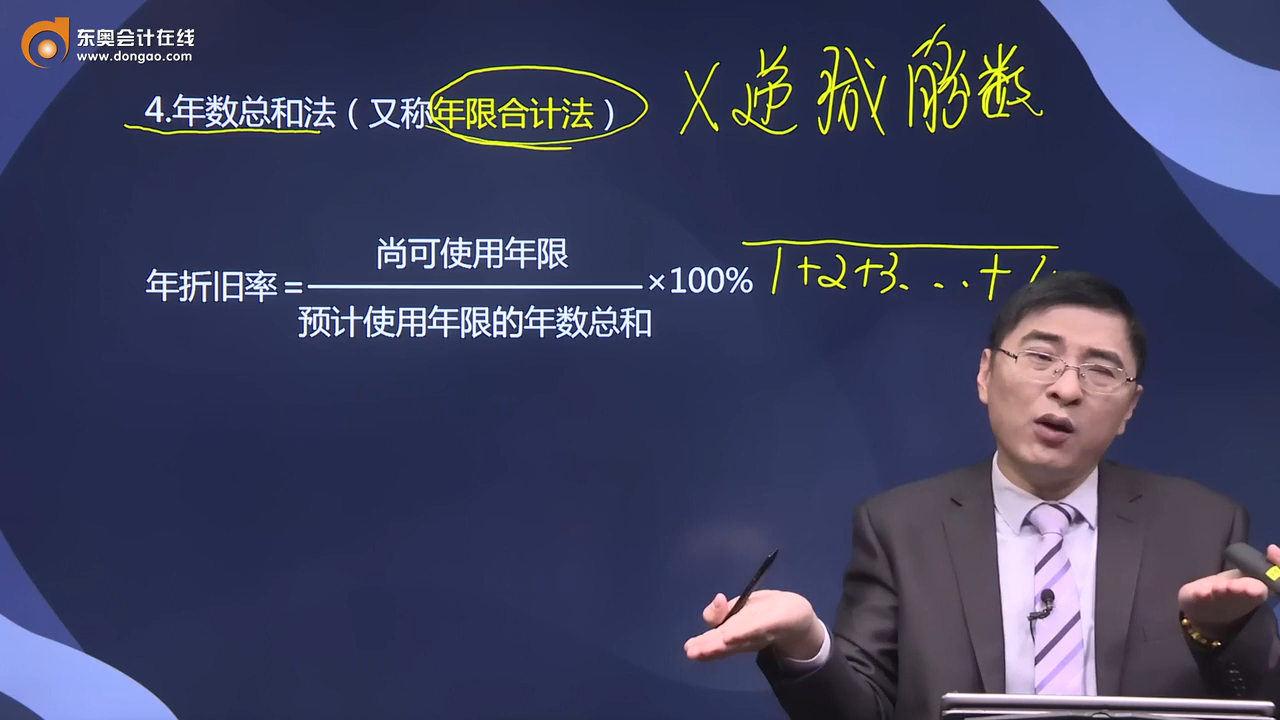 东奥会计在线
www.dongao.com
4.年数总和法（又称年限合计法） ×递减
年折旧率=尚可使用年限
预计使用年限的年数总和
×100%
1+2+3...+